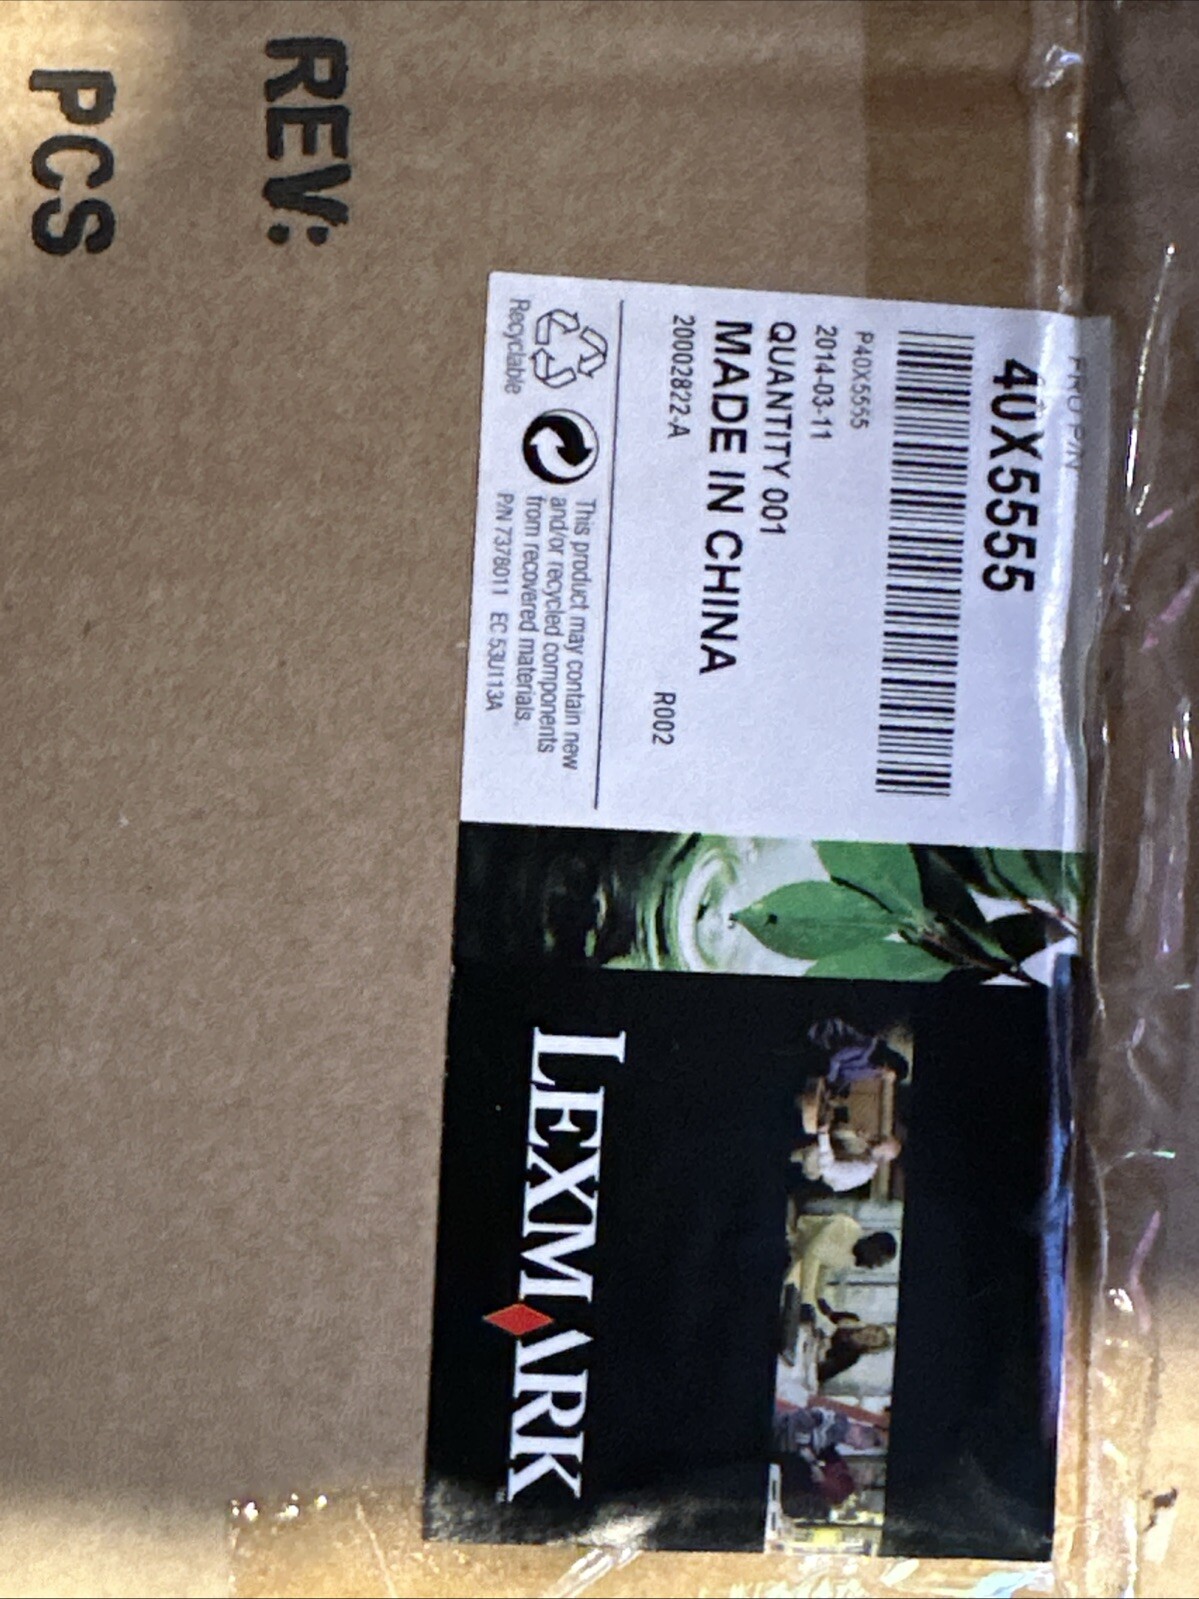 REV:
PCS
FRU P/N
40X5555
P40X5555
2014-03-11
QUANTITY 001
MADE IN CHINA
20002822-A
R002
Recyclable
This product may contain new
and/or recycled components
from recovered materials.
P/N 7378011 EC 53U113A
LEXMARK